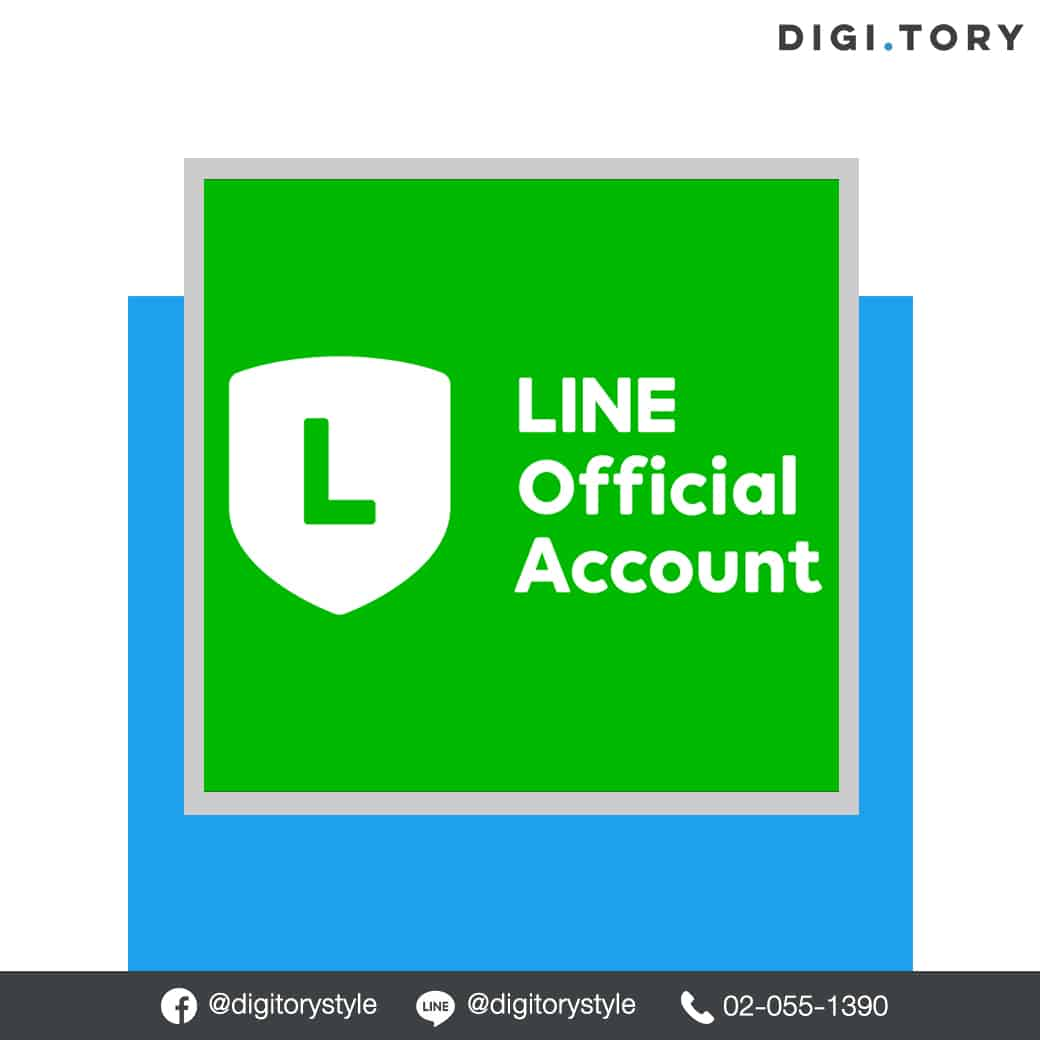 DIGI.TORY
L
LINE
Official
Account
@digitorystyle
LINE
@digitorystyle
02-055-1390